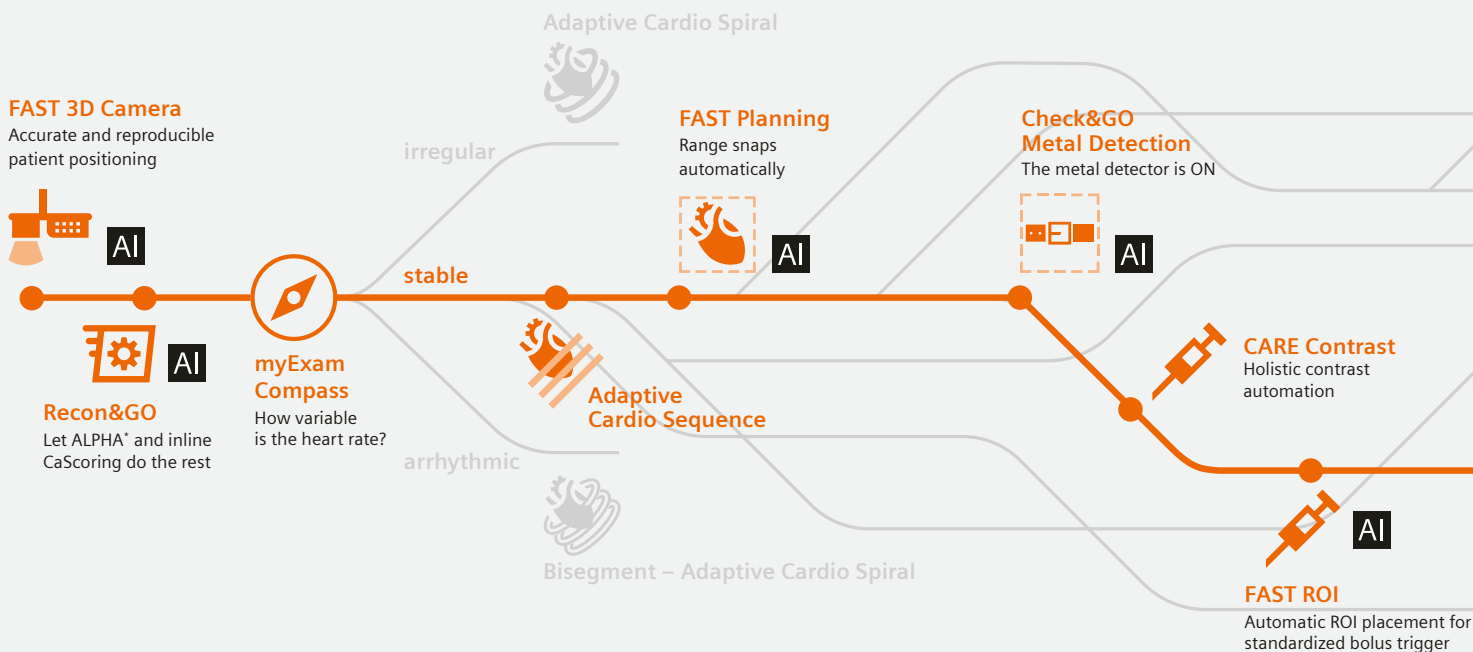 Adaptive Cardio Spiral
FAST 3D Camera
Accurate and reproducible
patient positioning
AI
Recon&GO
Let ALPHA* and inline
CaScoring do the rest
AI
myExam
Compass
How variable
is the heart rate?
irregular
stable
arrhythmic
Adaptive
Cardio Sequence
Bisegment – Adaptive Cardio Spiral
FAST Planning
Range snaps
automatically
AI
Check&GO
Metal Detection
The metal detector is ON
AI
CARE Contrast
Holistic contrast
automation
AI
FAST ROI
Automatic ROI placement for
standardized bolus trigger